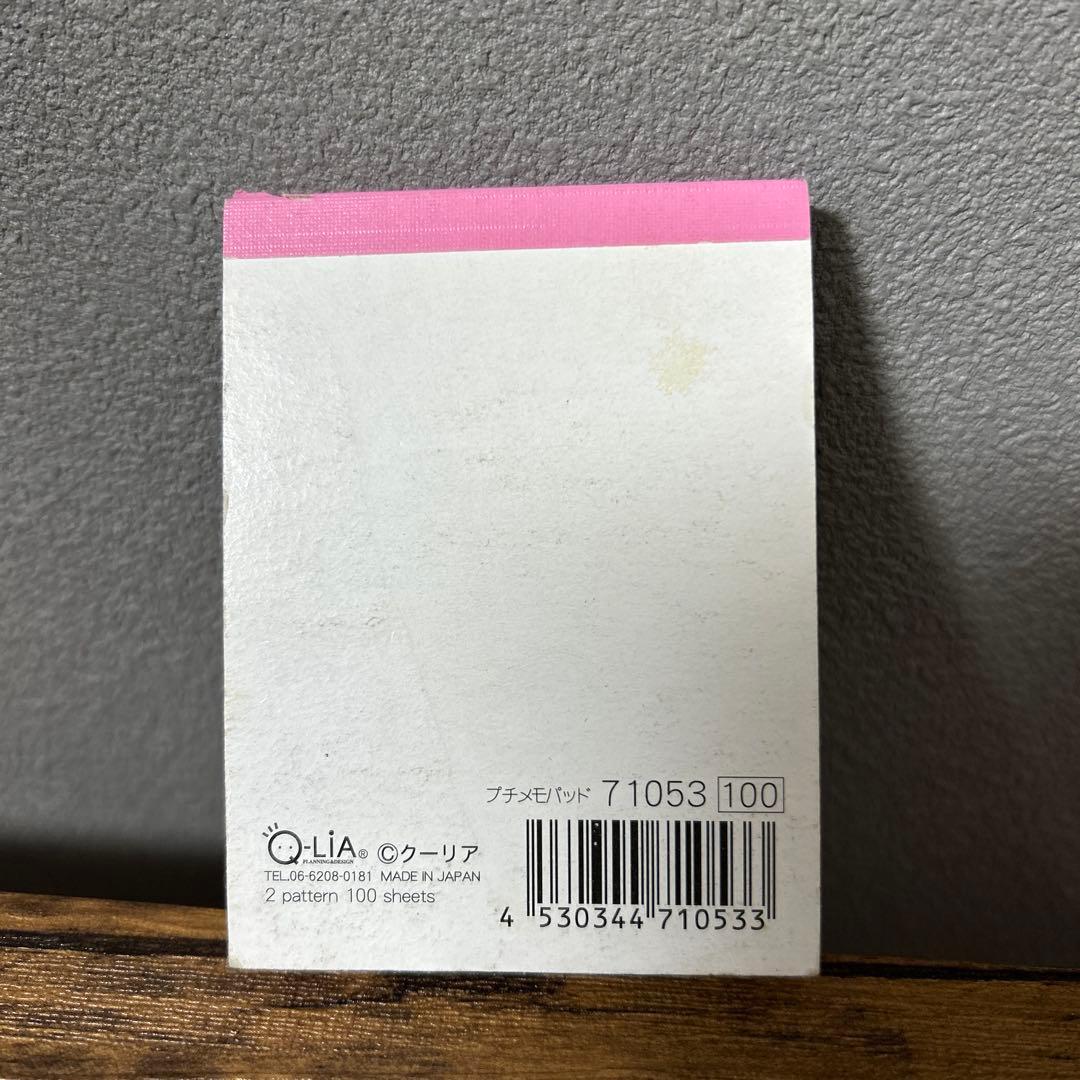 プチメモパッド 71053 100
Q-LiA® ©クーリア
PLANNING&DESIGN
TEL.06-6208-0181 MADE IN JAPAN
2 pattern 100 sheets
4 530344 710533